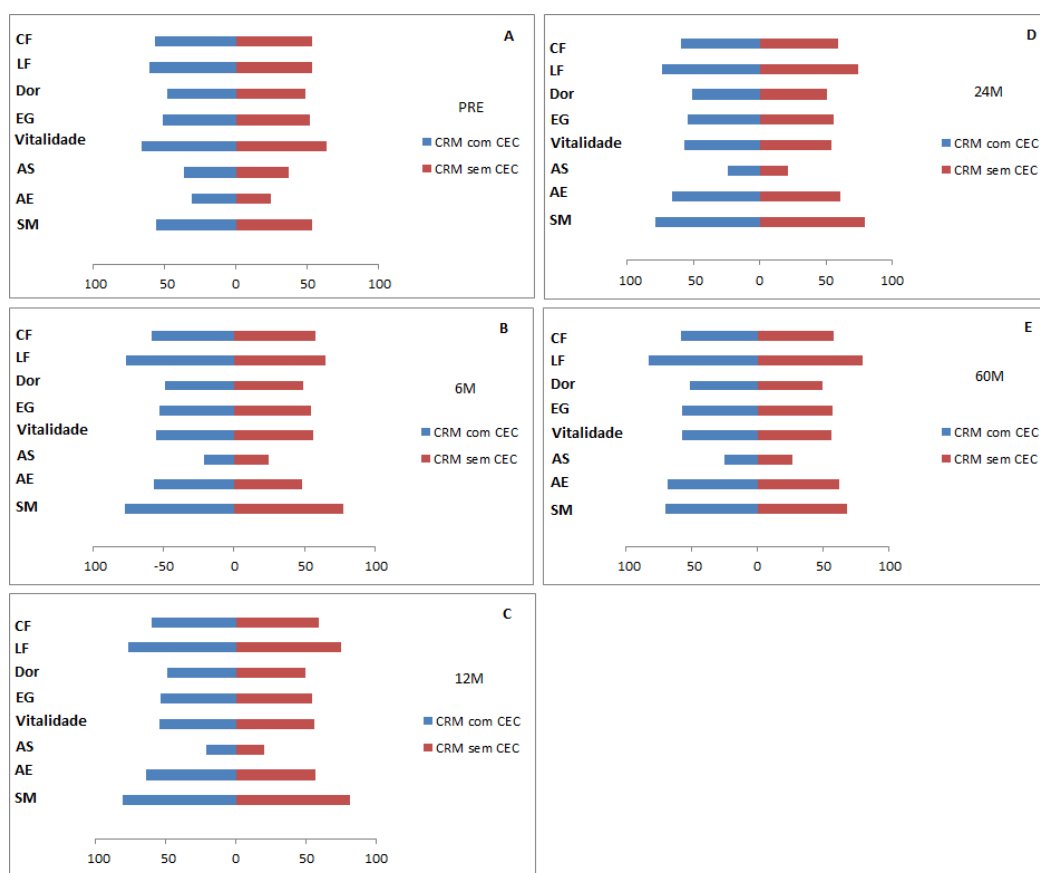 A
CF
LF
Dor
EG
Vitalidade
AS
AE
SM
PRE
CRM com CEC
CRM sem CEC
100 50 0 50 100
B
CF
LF
Dor
EG
Vitalidade
AS
AE
SM
6M
CRM com CEC
CRM sem CEC
100 -50 0 50 100
C
CF
LF
Dor
EG
Vitalidade
AS
AE
SM
12M
CRM com CEC
CRM sem CEC
100 50 0 50 100
D
CF
LF
Dor
EG
Vitalidade
AS
AE
SM
24M
CRM com CEC
CRM sem CEC
100 50 0 50 100
E
CF
LF
Dor
EG
Vitalidade
AS
AE
SM
60M
CRM com CEC
CRM sem CEC
100 50 0 50 100